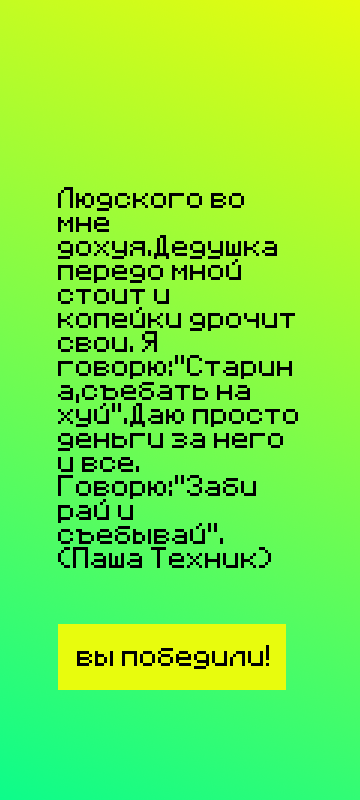 Людского во
мне
дохуя.Дедушка
передо мной
стоит и
копейки дрочит
свои. Я
говорю:"Старин
а,съебать на
хуй".Даю просто
деньги за него
и все.
Говорю:"Заби
рай и
съебывай".
(Паша Техник)
вы победили!